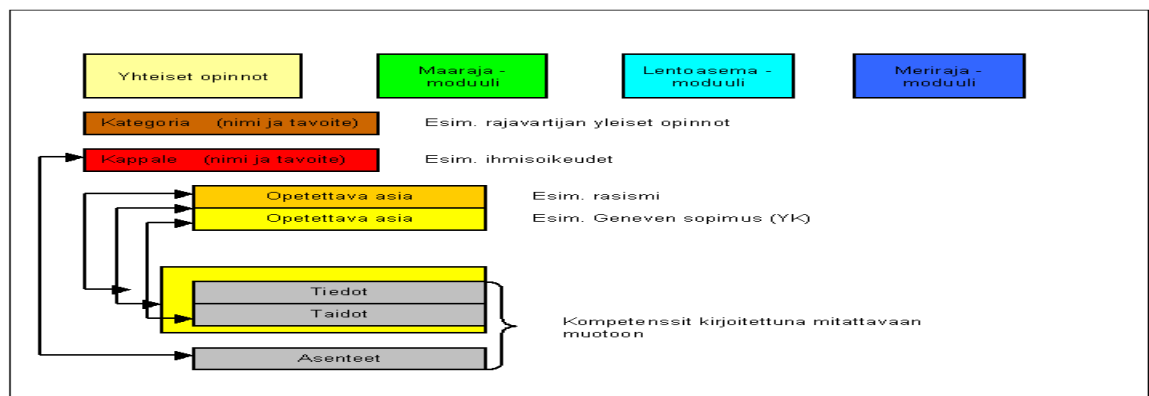 Yhteiset opinnot
Maaraja -
moduuli
Lentoasema -
moduuli
Meriraja -
moduuli
Kategoria (nimi ja tavoite) Esim. rajavartijan yleiset opinnot
Kappale (nimi ja tavoite) Esim. ihmisoikeudet
Opetettava asia Esim. rasismi
Opetettava asia Esim. Geneven sopimus (YK)
Tiedot
Taidot
Kompetenssit kirjoitettuna mitattavaan
muotoon
Asenteet